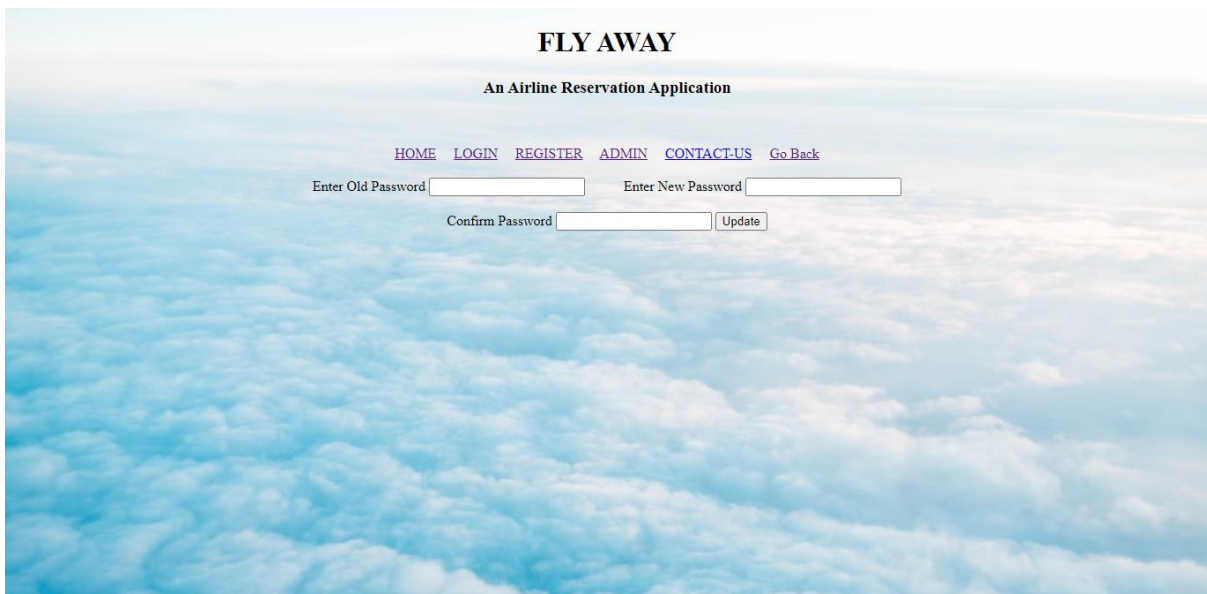 FLY AWAY
An Airline Reservation Application
HOME LOGIN REGISTER ADMIN CONTACT-US Go Back
Enter Old Password Enter New Password
Confirm Password Update